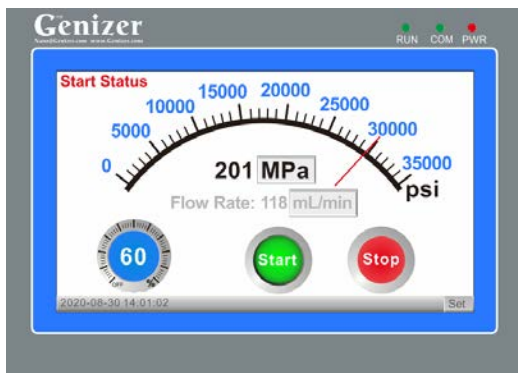 Genizer
RUN COM PWR
Start Status
0 5000 10000 15000 20000 25000 30000 35000
psi
201 MPa
Flow Rate: 118 mL/min
60
OFF %
Start
Stop
2020-08-30 14:01:02
Set